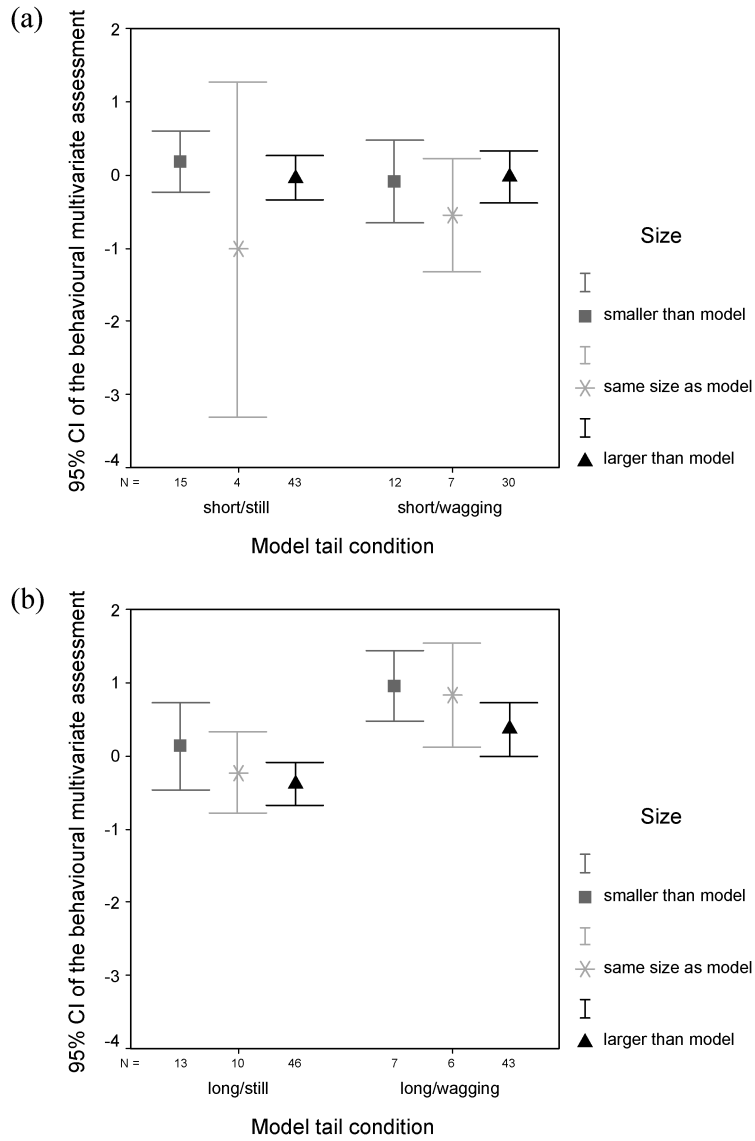 (a)
95% CI of the behavioural multivariate assessment
2
1
0
-1
-2
-3
-4
N = 15 4 43 12 7 30
short/still short/wagging
Model tail condition
Size
smaller than model
same size as model
larger than model
(b)
95% CI of the behavioural multivariate assessment
2
1
0
-1
-2
-3
-4
N = 13 10 46 7 6 43
long/still long/wagging
Model tail condition
Size
smaller than model
same size as model
larger than model